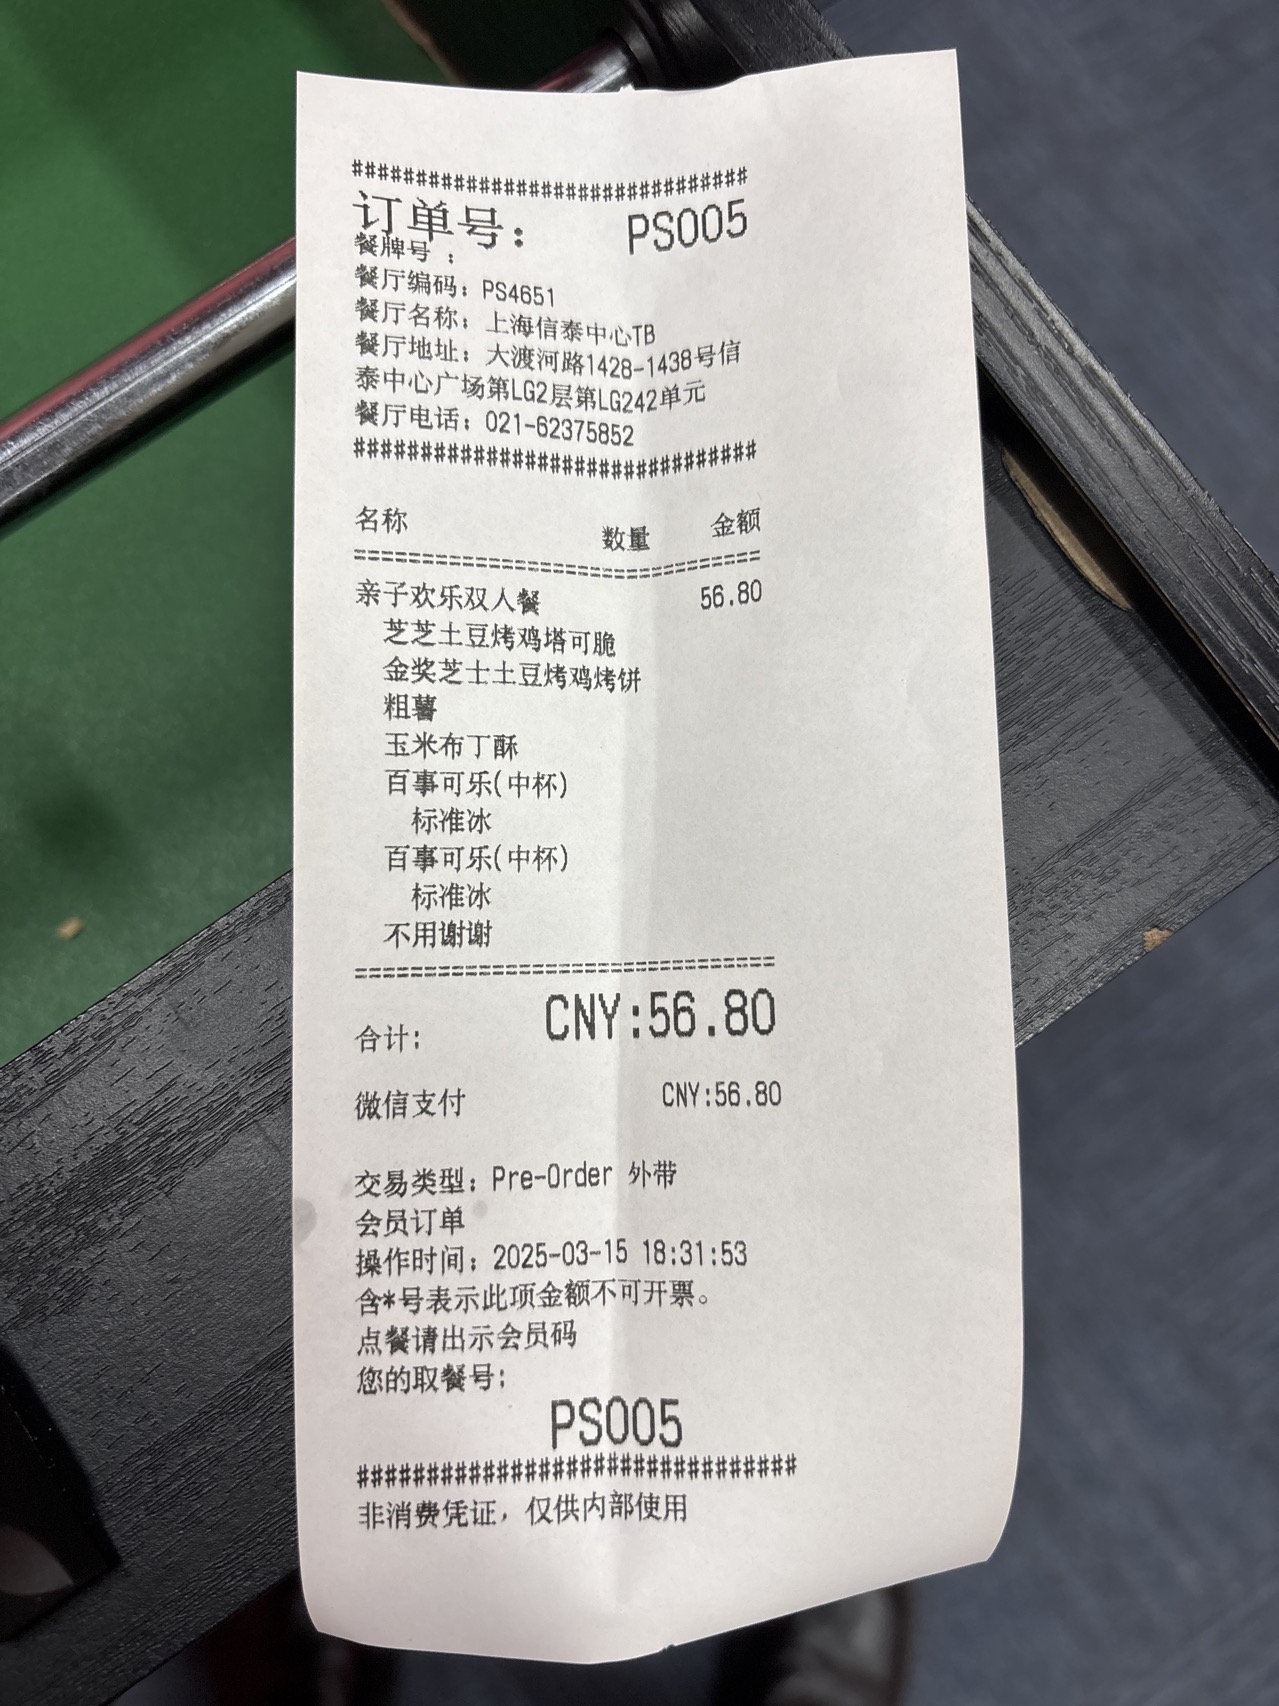 ################################
订单号： PS005
餐牌号 ：
餐厅编码：PS4651
餐厅名称：上海信泰中心TB
餐厅地址：大渡河路1428-1438号信
泰中心广场第LG2层第LG242单元
餐厅电话：021-62375852
################################
名称 数量 金额
================================
亲子欢乐双人餐 56.80
芝芝土豆烤鸡塔可脆
金奖芝士土豆烤鸡烤饼
粗薯
玉米布丁酥
百事可乐(中杯)
标准冰
百事可乐(中杯)
标准冰
不用谢谢
================================
合计: CNY:56.80
微信支付 CNY:56.80
交易类型：Pre-Order 外带
会员订单
操作时间：2025-03-15 18:31:53
含*号表示此项金额不可开票。
点餐请出示会员码
您的取餐号:
PS005
################################
非消费凭证，仅供内部使用